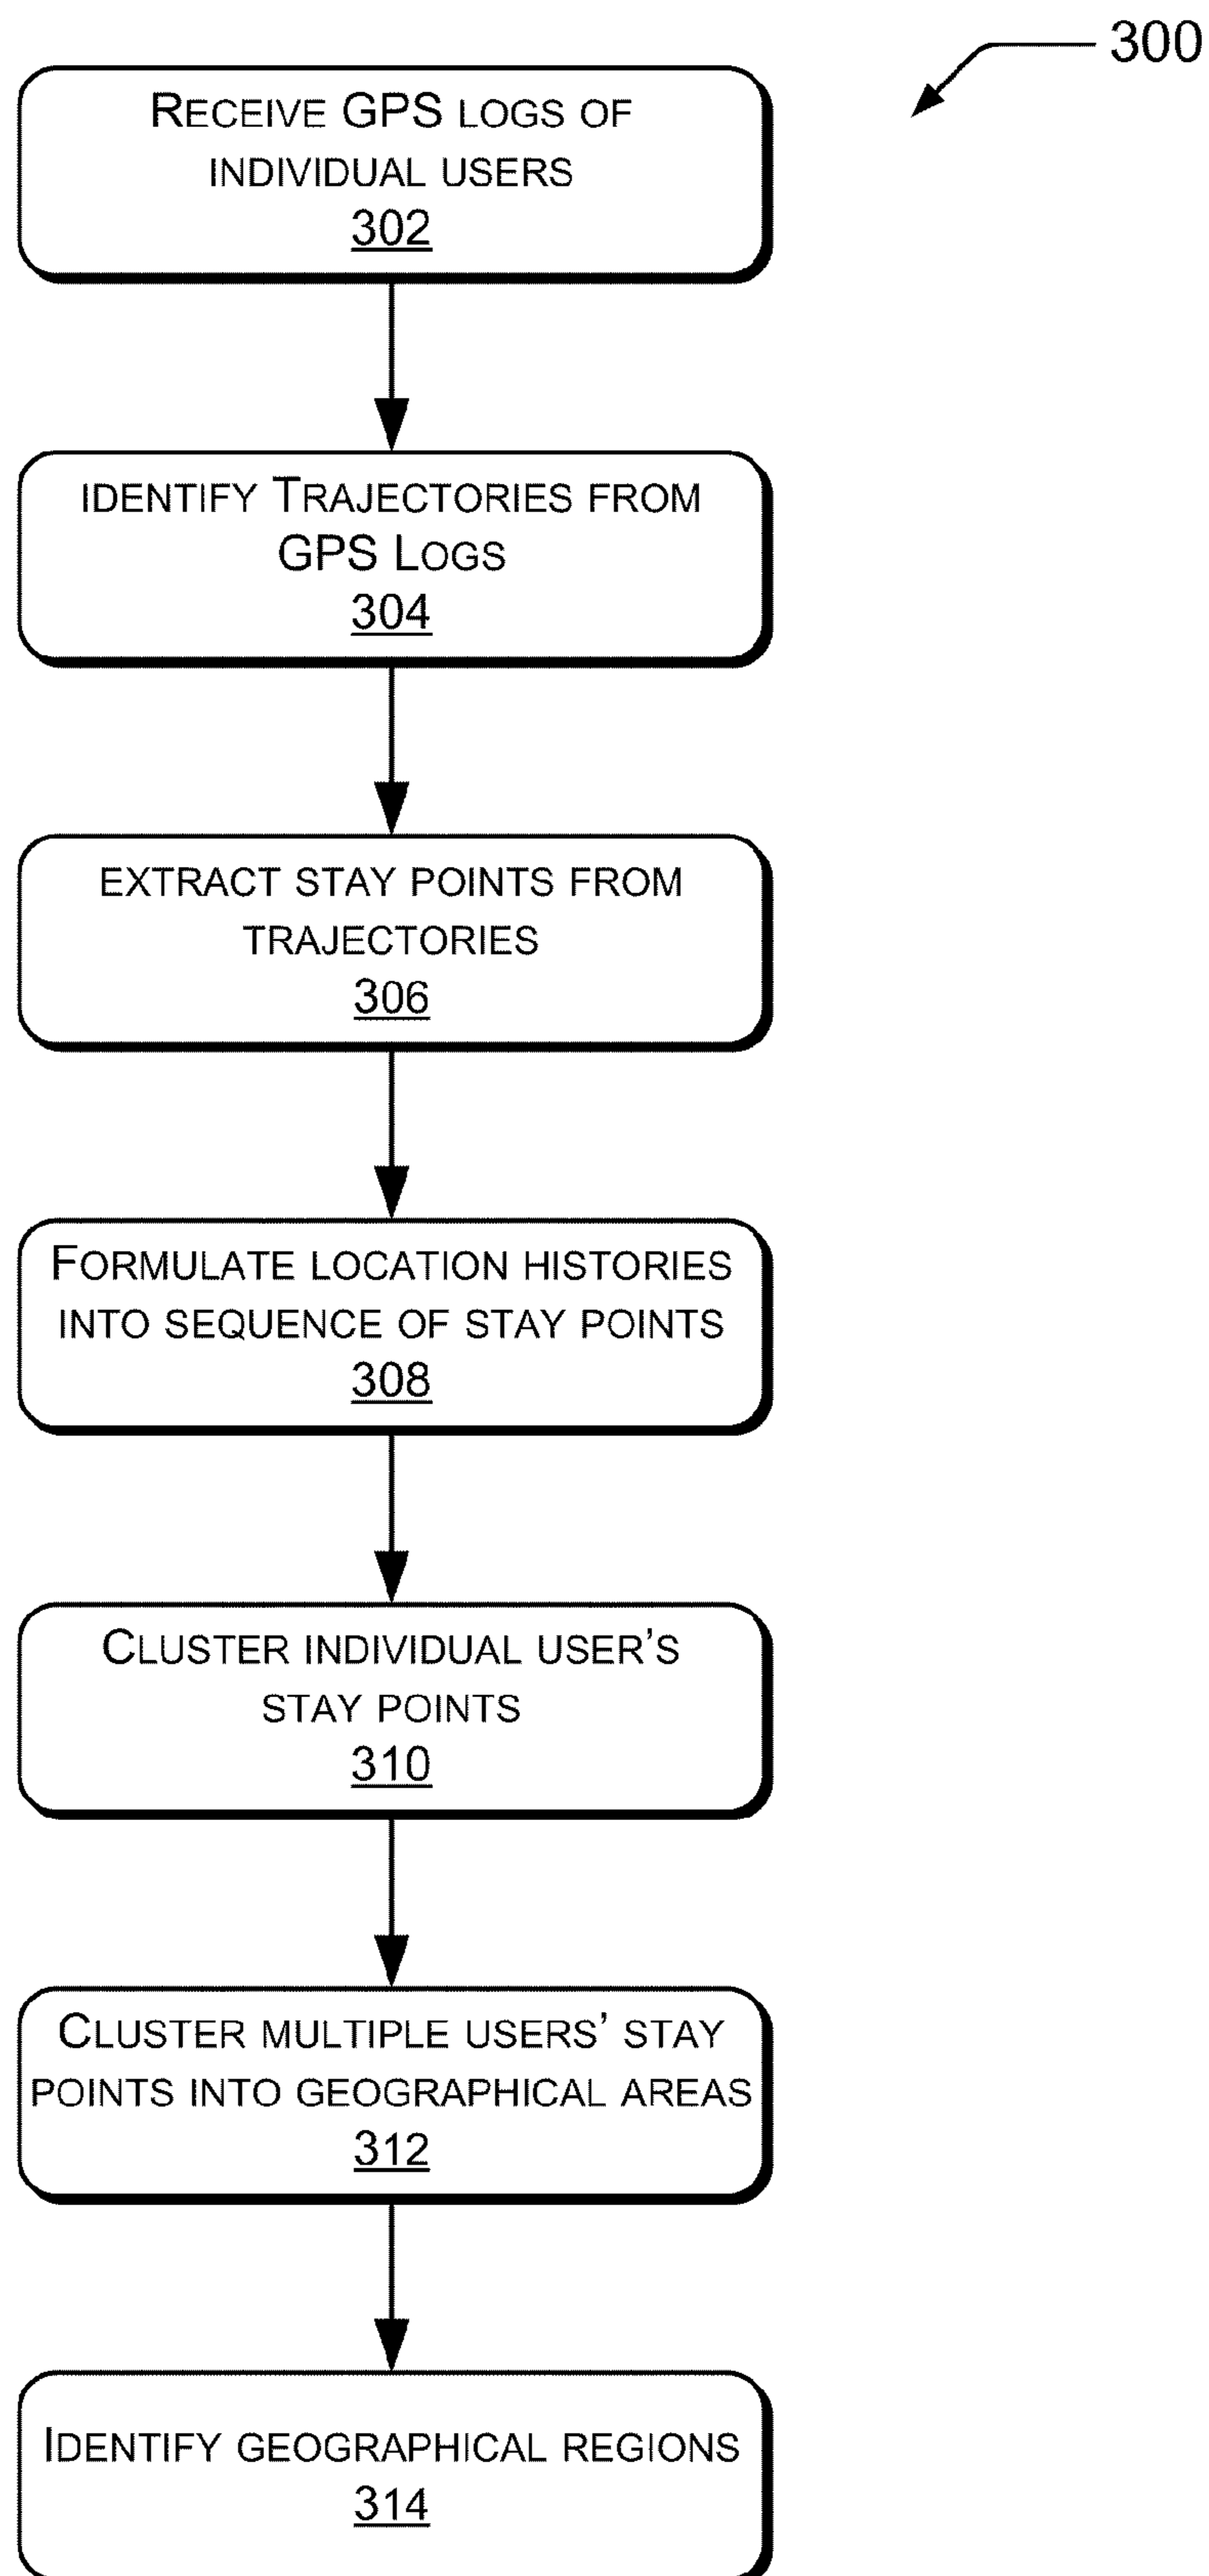 300
RECEIVE GPS LOGS OF
INDIVIDUAL USERS
302
IDENTIFY TRAJECTORIES FROM
GPS LOGS
304
EXTRACT STAY POINTS FROM
TRAJECTORIES
306
FORMULATE LOCATION HISTORIES
INTO SEQUENCE OF STAY POINTS
308
CLUSTER INDIVIDUAL USER’S
STAY POINTS
310
CLUSTER MULTIPLE USERS’ STAY
POINTS INTO GEOGRAPHICAL AREAS
312
IDENTIFY GEOGRAPHICAL REGIONS
314